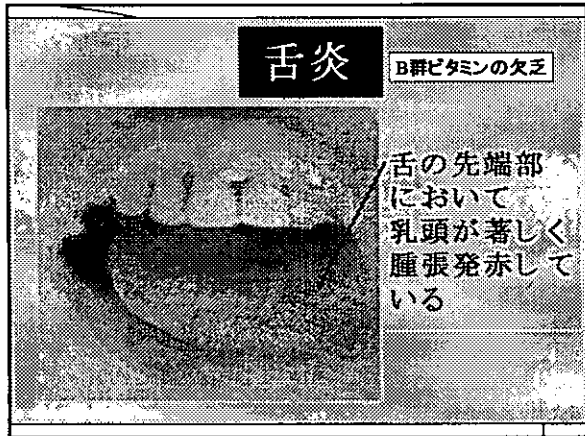 舌炎
B群ビタミンの欠乏
舌の先端部
において
乳頭が著しく
腫張発赤して
いる